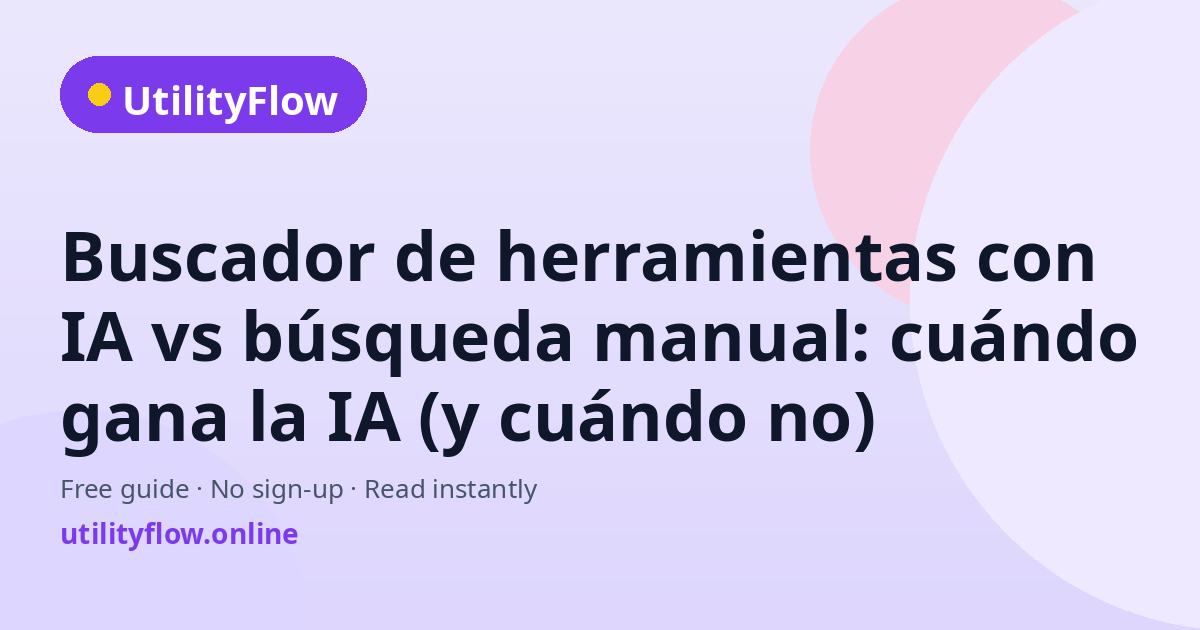 UtilityFlow
Buscador de herramientas con
IA vs búsqueda manual: cuándo
gana la IA (y cuándo no)
Free guide · No sign-up · Read instantly
utilityflow.online